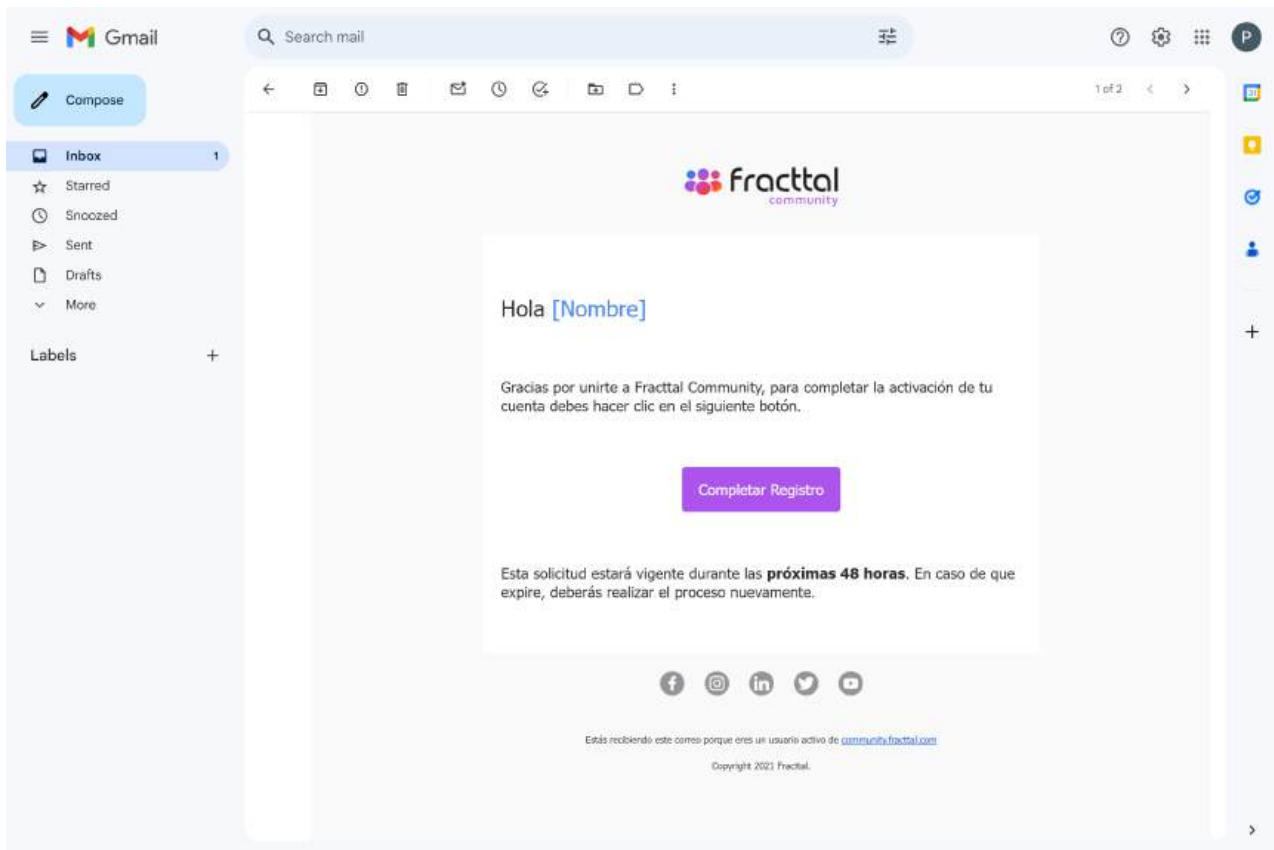 Gmail
Search mail
P
Compose
1 of 2
31
Inbox 1
Starred
Snoozed
Sent
Drafts
More
Labels
fracttal
community
Hola [Nombre]
Gracias por unirte a Fracttal Community, para completar la activación de tu
cuenta debes hacer clic en el siguiente botón.
Completar Registro
Esta solicitud estará vigente durante las próximas 48 horas. En caso de que
expire, deberás realizar el proceso nuevamente.
Estás recibiendo este correo porque eres un usuario activo de community.fracttal.com
Copyright 2021 Fracttal.